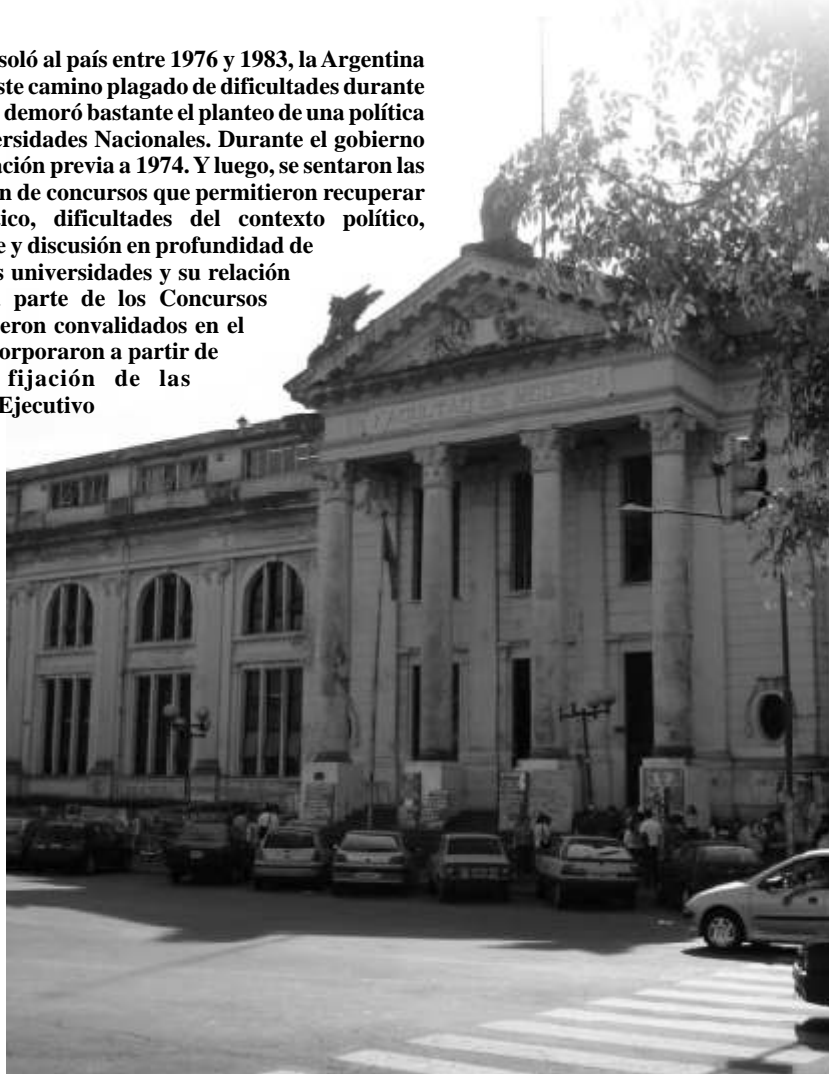 soló al país entre 1976 y 1983, la Argentina
ste camino plagado de dificultades durante
demoró bastante el planteo de una política
ersidades Nacionales. Durante el gobierno
ación previa a 1974. Y luego, se sentaron las
n de concursos que permitieron recuperar
tico, dificultades del contexto político,
e y discusión en profundidad de
s universidades y su relación
parte de los Concursos
eron convalidados en el
orporaron a partir de
fijación de las
Ejecutivo